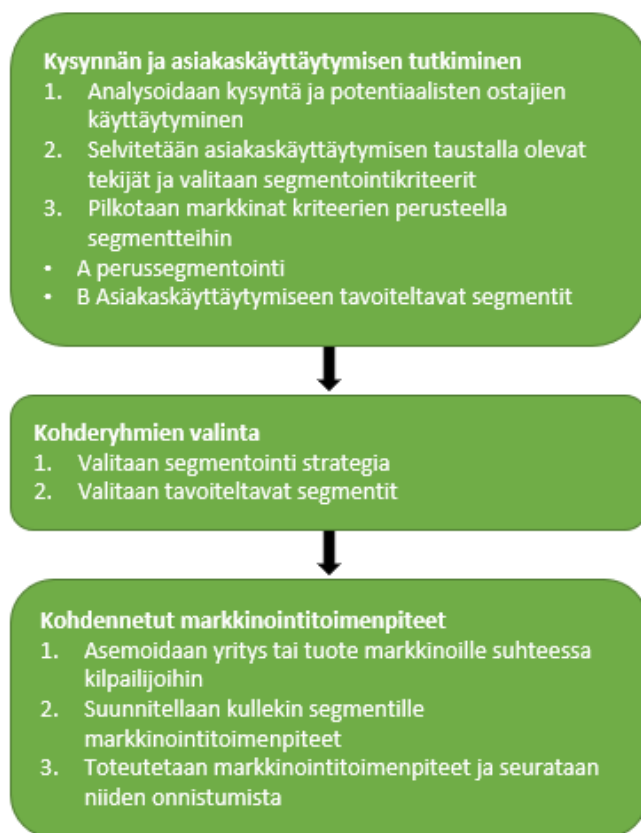 Kysynnän ja asiakaskäyttäytymisen tutkiminen
1. Analysoidaan kysyntä ja potentiaalisten ostajien
käyttäytyminen
2. Selvitetään asiakaskäyttäytymisen taustalla olevat
tekijät ja valitaan segmentointikriteerit
3. Pilkotaan markkinat kriteerien perusteella
segmentteihin
• A perussegmentointi
• B Asiakaskäyttäytymiseen tavoiteltavat segmentit
Kohderyhmien valinta
1. Valitaan segmentointi strategia
2. Valitaan tavoiteltavat segmentit
Kohdennetut markkinointitoimenpiteet
1. Asemoidaan yritys tai tuote markkinoille suhteessa
kilpailijoihin
2. Suunnitellaan kullekin segmentille
markkinointitoimenpiteet
3. Toteutetaan markkinointitoimenpiteet ja seurataan
niiden onnistumista